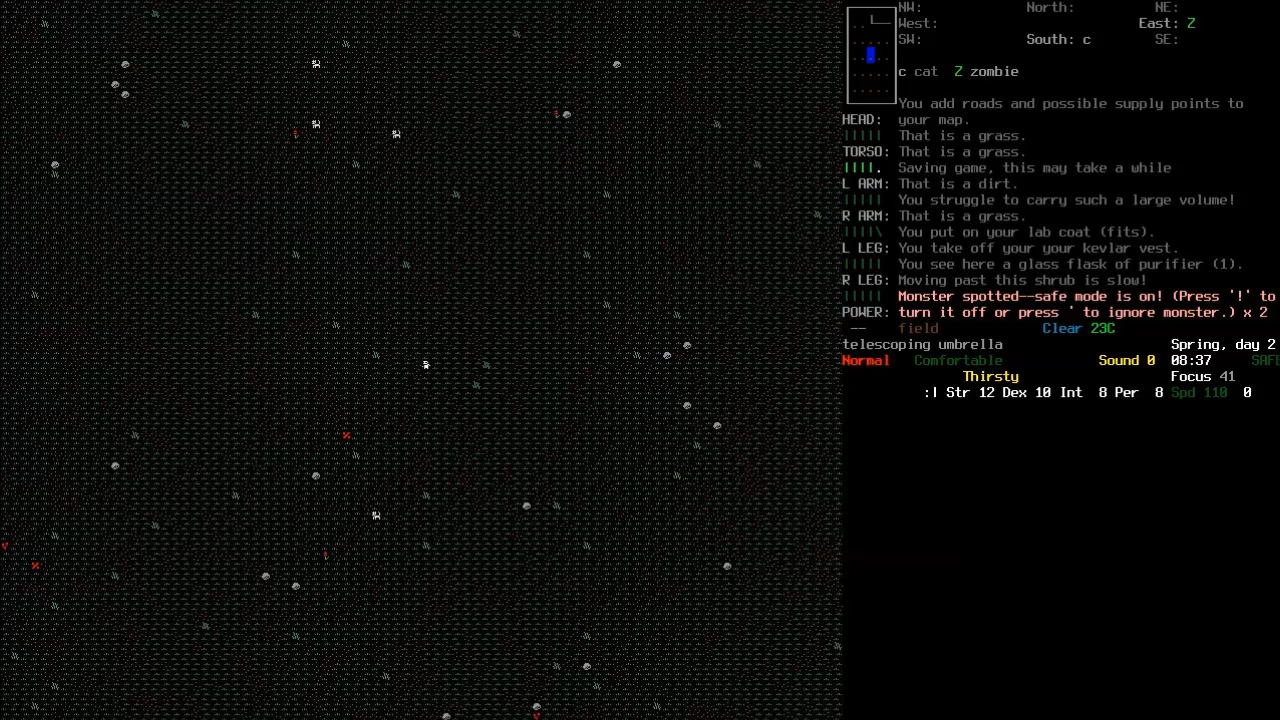 NW: North: NE:
West: East: Z
SW: South: c SE:
c cat Z zombie
You add roads and possible supply points to
HEAD: your map.
||||| That is a grass.
TORSO: That is a grass.
||||. Saving game, this may take a while
L ARM: That is a dirt.
||||| You struggle to carry such a large volume!
R ARM: That is a grass.
||||\ You put on your lab coat (fits).
L LEG: You take off your your kevlar vest.
||||| You see here a glass flask of purifier (1).
R LEG: Moving past this shrub is slow!
||||| Monster spotted--safe mode is on! (Press '!' to
POWER: turn it off or press ' to ignore monster.) x 2
-- field Clear 23C
telescoping umbrella Spring, day 2
Normal Comfortable Sound 0 08:37 SAFE
Thirsty Focus 41
:| Str 12 Dex 10 Int 8 Per 8 Spd 110 0